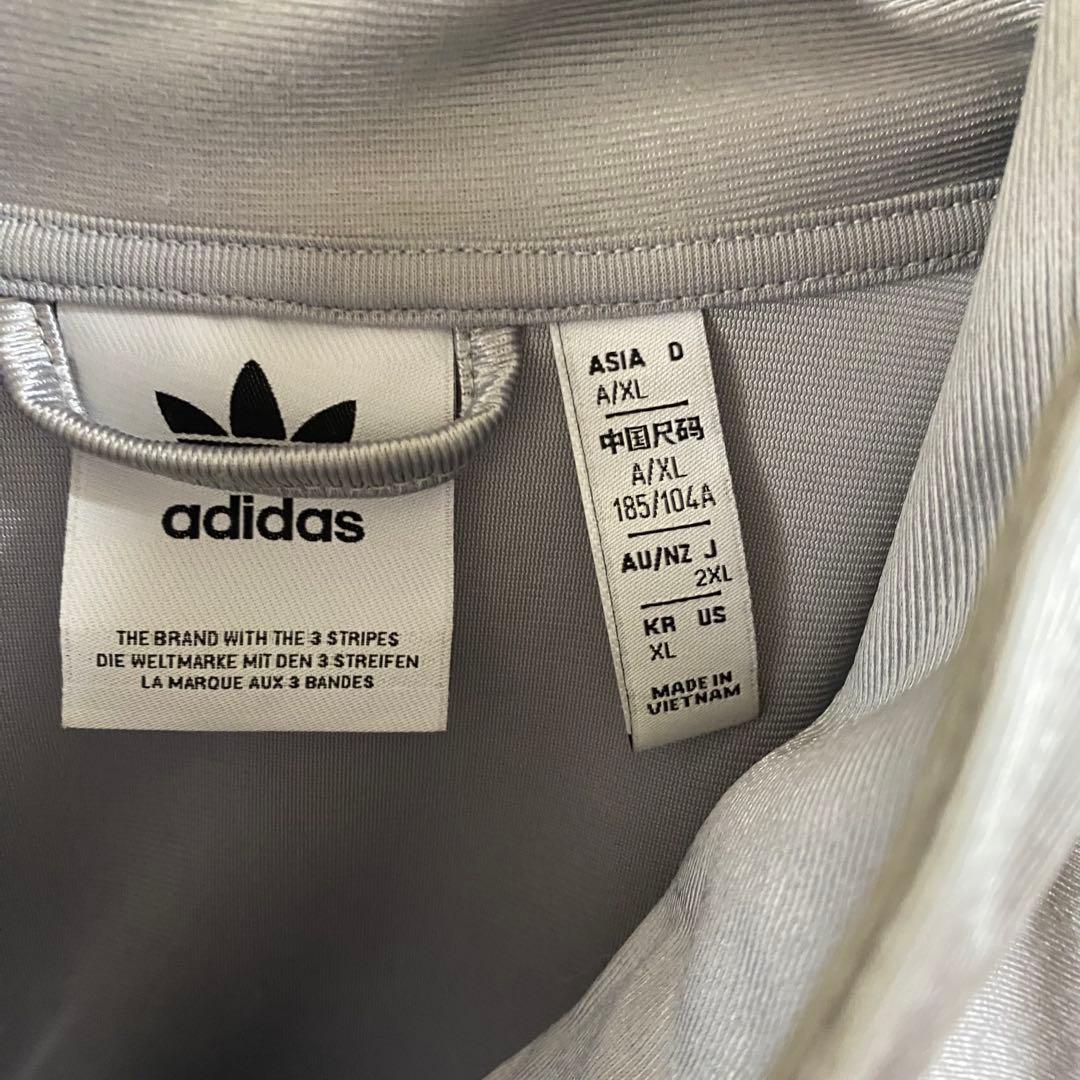 adidas
THE BRAND WITH THE 3 STRIPES
DIE WELTMARKE MIT DEN 3 STREIFEN
LA MARQUE AUX 3 BANDES
ASIA D
A/XL
中国尺码
A/XL
185/104A
AU/NZ J
2XL
KR US
XL
MADE IN
VIETNAM